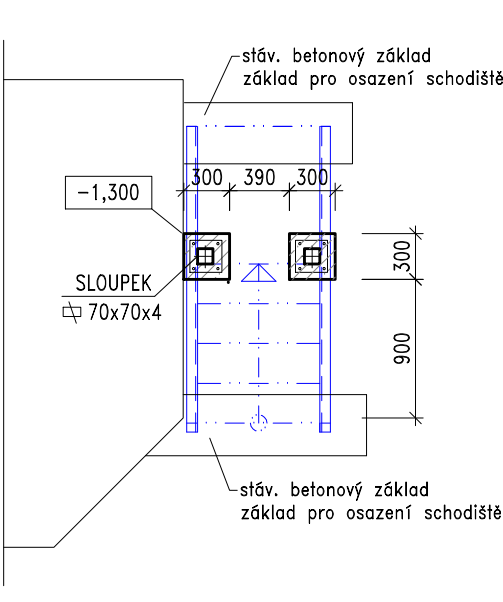 stáv. betonový základ
základ pro osazení schodiště
300 390 300
-1,300
300
SLOUPEK
70x70x4
900
stáv. betonový základ
základ pro osazení schodiště